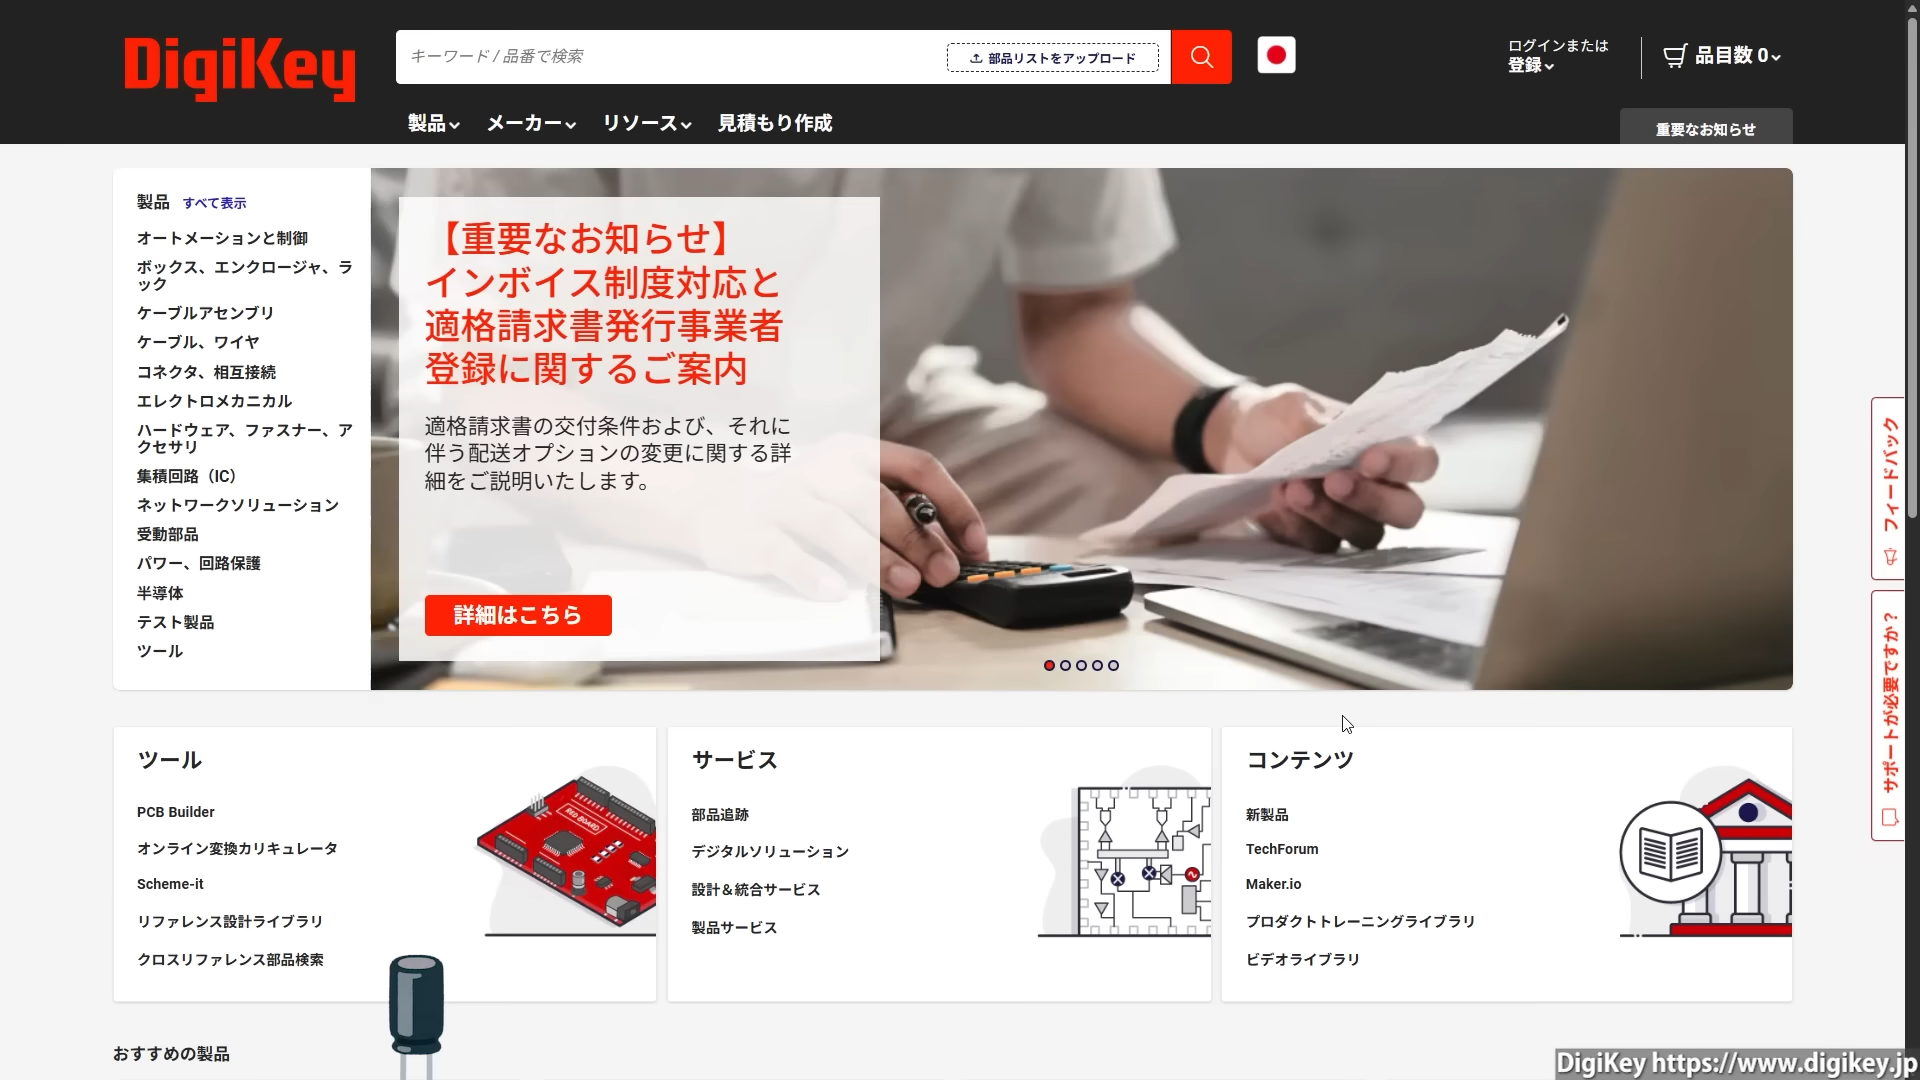 DigiKey
キーワード / 品番で検索
部品リストをアップロード
ログインまたは
登録
品目数 0
製品
メーカー
リソース
見積もり作成
重要なお知らせ
製品 すべて表示
オートメーションと制御
ボックス、エンクロージャ、ラ
ック
ケーブルアセンブリ
ケーブル、ワイヤ
コネクタ、相互接続
エレクトロメカニカル
ハードウェア、ファスナー、ア
クセサリ
集積回路（IC）
ネットワークソリューション
受動部品
パワー、回路保護
半導体
テスト製品
ツール
【重要なお知らせ】
インボイス制度対応と
適格請求書発行事業者
登録に関するご案内
適格請求書の交付条件および、それに
伴う配送オプションの変更に関する詳
細をご説明いたします。
詳細はこちら
フィードバック
サポートが必要ですか？
ツール
PCB Builder
オンライン変換カリキュレータ
Scheme-it
リファレンス設計ライブラリ
クロスリファレンス部品検索
RED BOARD
サービス
部品追跡
デジタルソリューション
設計＆統合サービス
製品サービス
コンテンツ
新製品
TechForum
Maker.io
プロダクトトレーニングライブラリ
ビデオライブラリ
おすすめの製品
DigiKey https://www.digikey.jp